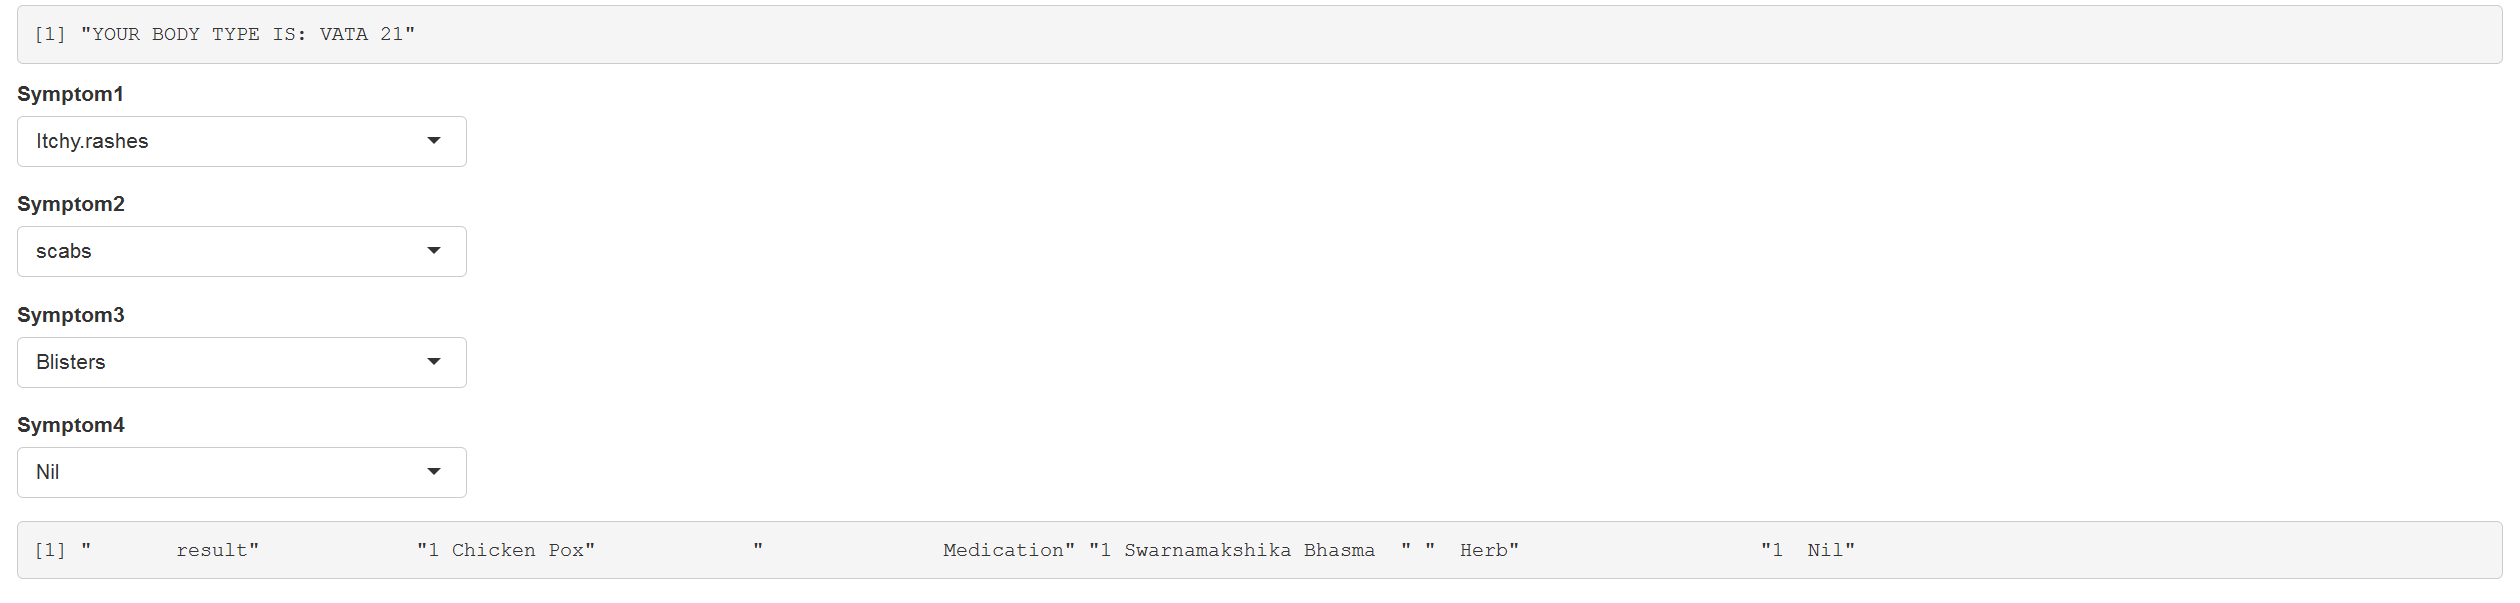 [1] "YOUR BODY TYPE IS: VATA 21"
Symptom1
Itchy.rashes
Symptom2
scabs
Symptom3
Blisters
Symptom4
Nil
[1] "       result"             "1 Chicken Pox"             "               Medication" "1 Swarnamakshika Bhasma  " "  Herb"                    "1  Nil"